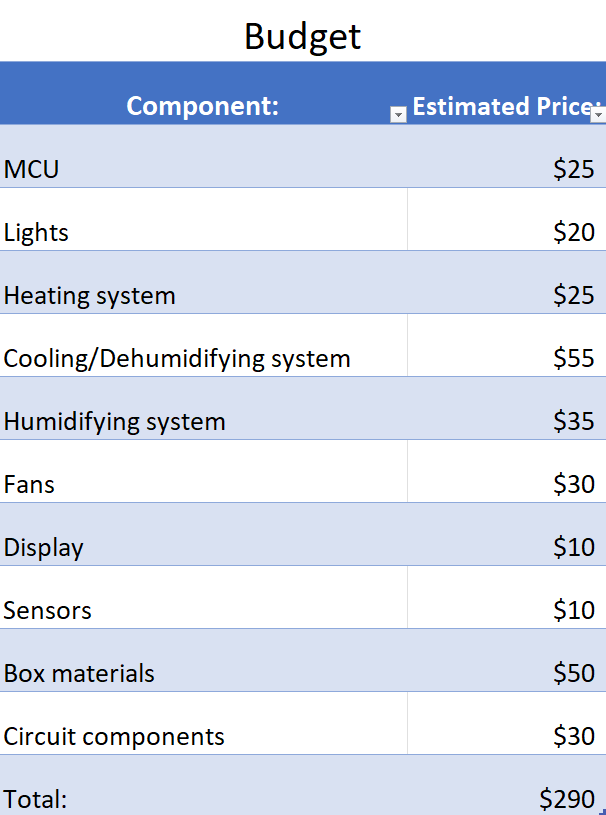 Budget
Component: Estimated Price:
MCU $25
Lights $20
Heating system $25
Cooling/Dehumidifying system $55
Humidifying system $35
Fans $30
Display $10
Sensors $10
Box materials $50
Circuit components $30
Total: $290